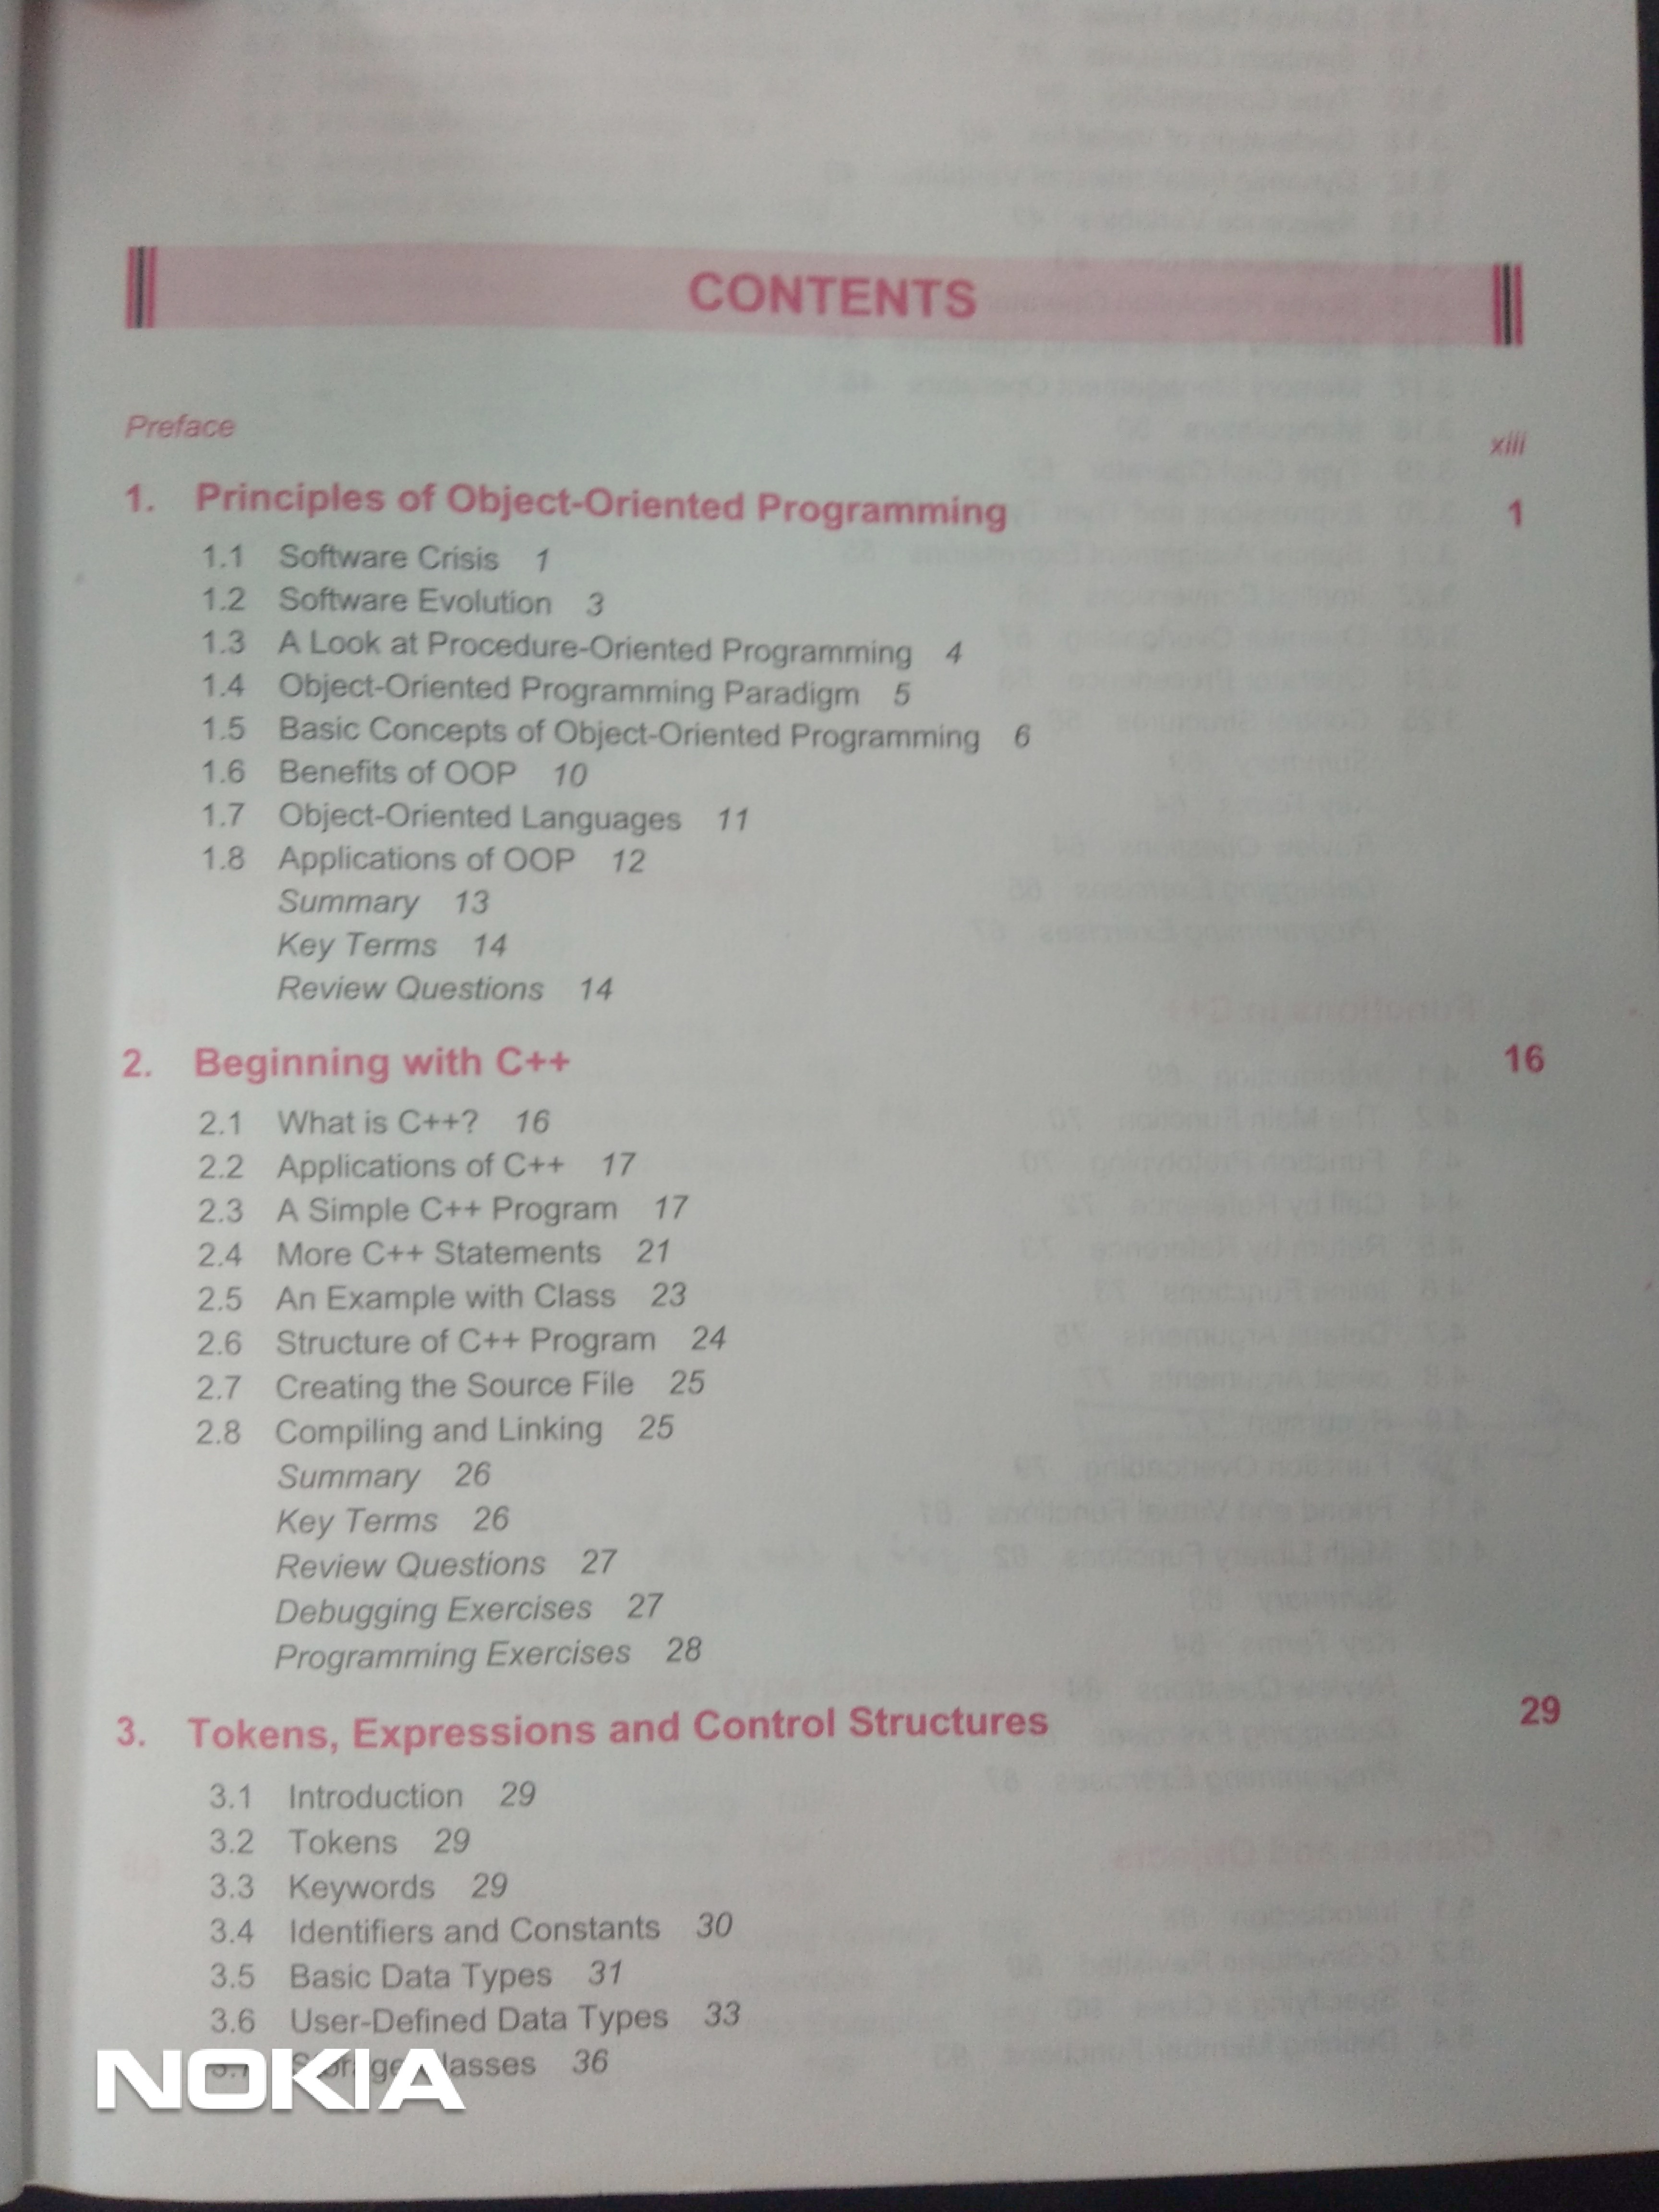 CONTENTS
Preface xiii
1. Principles of Object-Oriented Programming 1
1.1 Software Crisis 1
1.2 Software Evolution 3
1.3 A Look at Procedure-Oriented Programming 4
1.4 Object-Oriented Programming Paradigm 5
1.5 Basic Concepts of Object-Oriented Programming 6
1.6 Benefits of OOP 10
1.7 Object-Oriented Languages 11
1.8 Applications of OOP 12
Summary 13
Key Terms 14
Review Questions 14
2. Beginning with C++ 16
2.1 What is C++? 16
2.2 Applications of C++ 17
2.3 A Simple C++ Program 17
2.4 More C++ Statements 21
2.5 An Example with Class 23
2.6 Structure of C++ Program 24
2.7 Creating the Source File 25
2.8 Compiling and Linking 25
Summary 26
Key Terms 26
Review Questions 27
Debugging Exercises 27
Programming Exercises 28
3. Tokens, Expressions and Control Structures 29
3.1 Introduction 29
3.2 Tokens 29
3.3 Keywords 29
3.4 Identifiers and Constants 30
3.5 Basic Data Types 31
3.6 User-Defined Data Types 33
3.7 Storage Classes 36
NOKIA